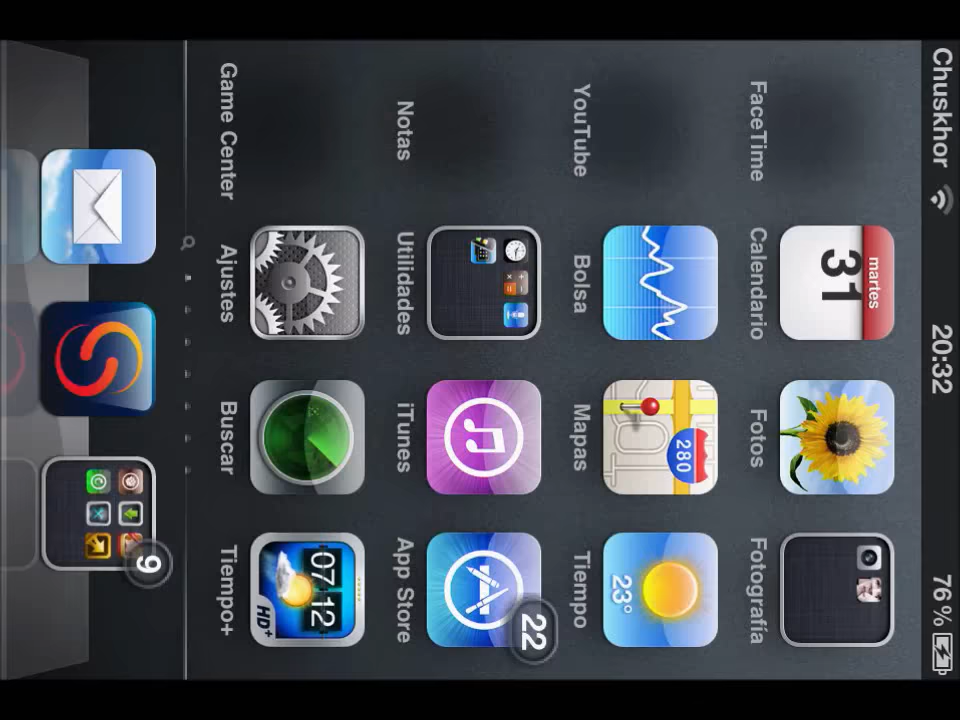 Chuskhor 20:32 76 %
martes
31
FaceTime Calendario Fotos Fotografía
280
23°
YouTube Bolsa Mapas Tiempo
22
Notas Utilidades iTunes App Store
07 12
HD+
Game Center Ajustes Buscar Tiempo+
9